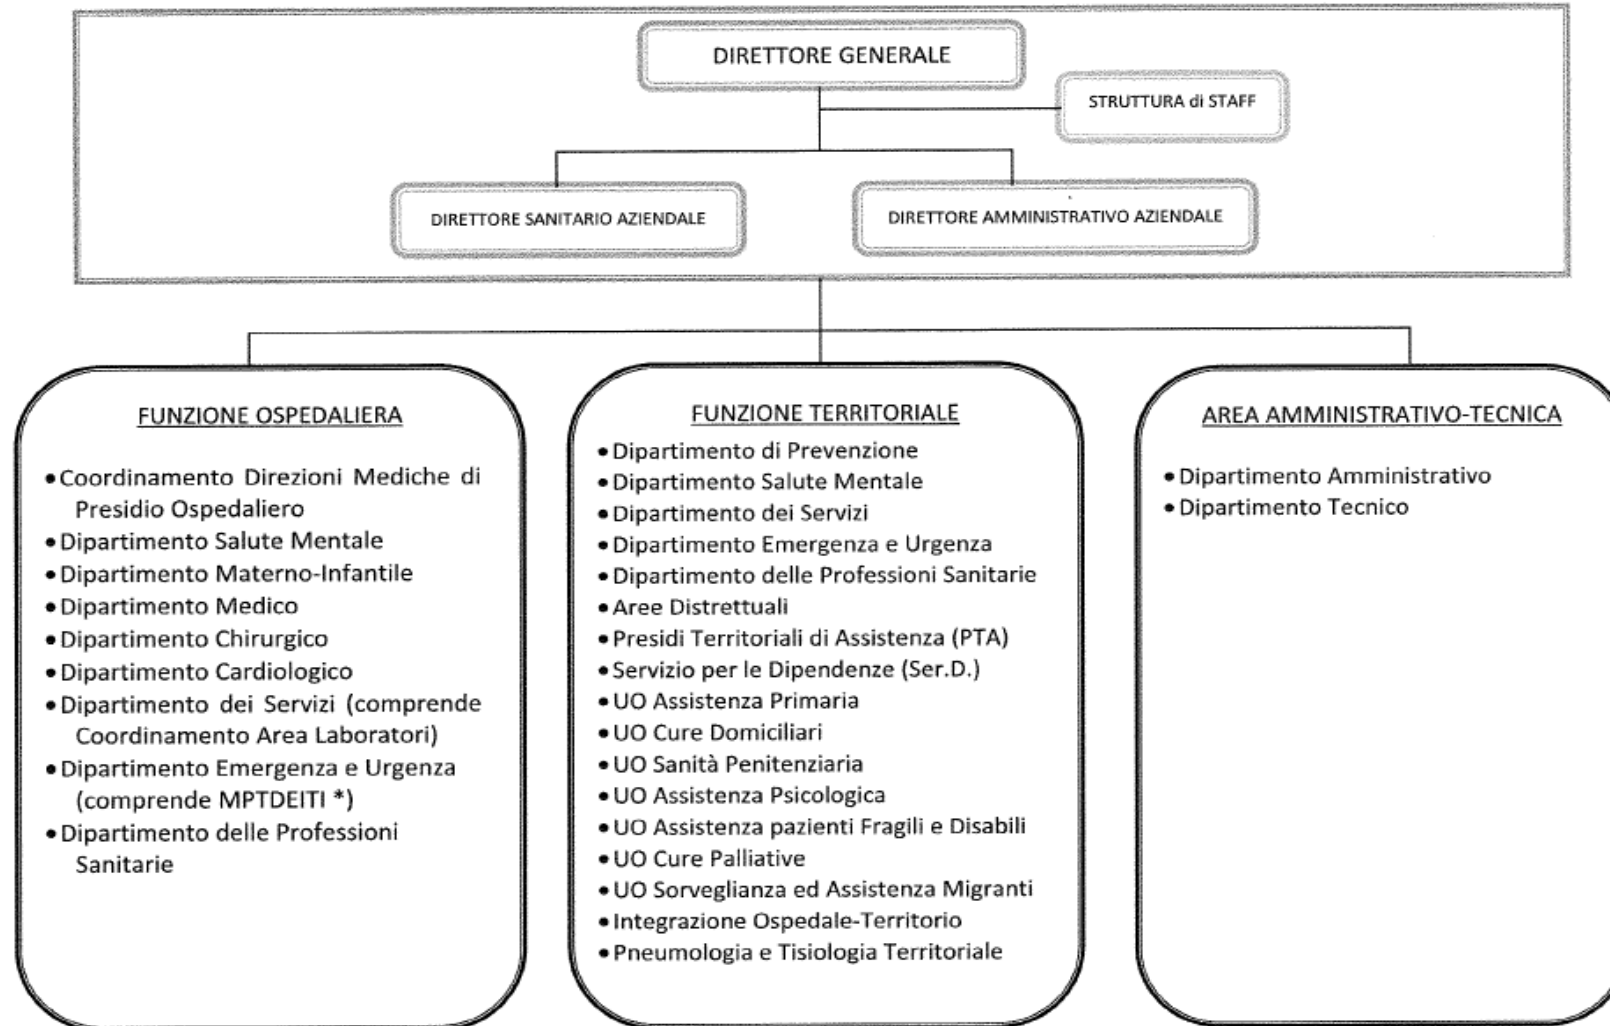 DIRETTORE GENERALE
STRUTTURA di STAFF
DIRETTORE SANITARIO AZIENDALE
DIRETTORE AMMINISTRATIVO AZIENDALE
FUNZIONE OSPEDALIERA
•Coordinamento Direzioni Mediche di
Presidio Ospedaliero
•Dipartimento Salute Mentale
•Dipartimento Materno-Infantile
•Dipartimento Medico
•Dipartimento Chirurgico
•Dipartimento Cardiologico
•Dipartimento dei Servizi (comprende
Coordinamento Area Laboratori)
•Dipartimento Emergenza e Urgenza
(comprende MPTDEITI *)
•Dipartimento delle Professioni
Sanitarie
FUNZIONE TERRITORIALE
•Dipartimento di Prevenzione
•Dipartimento Salute Mentale
•Dipartimento dei Servizi
•Dipartimento Emergenza e Urgenza
•Dipartimento delle Professioni Sanitarie
•Aree Distrettuali
•Presidi Territoriali di Assistenza (PTA)
•Servizio per le Dipendenze (Ser.D.)
•UO Assistenza Primaria
•UO Cure Domiciliari
•UO Sanità Penitenziaria
•UO Assistenza Psicologica
•UO Assistenza pazienti Fragili e Disabili
•UO Cure Palliative
•UO Sorveglianza ed Assistenza Migranti
•Integrazione Ospedale-Territorio
•Pneumologia e Tisiologia Territoriale
AREA AMMINISTRATIVO-TECNICA
•Dipartimento Amministrativo
•Dipartimento Tecnico